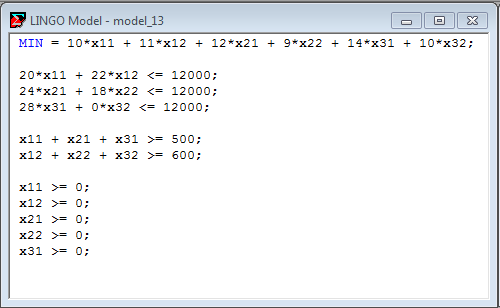 LINGO Model - model_13
MIN = 10*x11 + 11*x12 + 12*x21 + 9*x22 + 14*x31 + 10*x32;
20*x11 + 22*x12 <= 12000;
24*x21 + 18*x22 <= 12000;
28*x31 + 0*x32 <= 12000;
x11 + x21 + x31 >= 500;
x12 + x22 + x32 >= 600;
x11 >= 0;
x12 >= 0;
x21 >= 0;
x22 >= 0;
x31 >= 0;